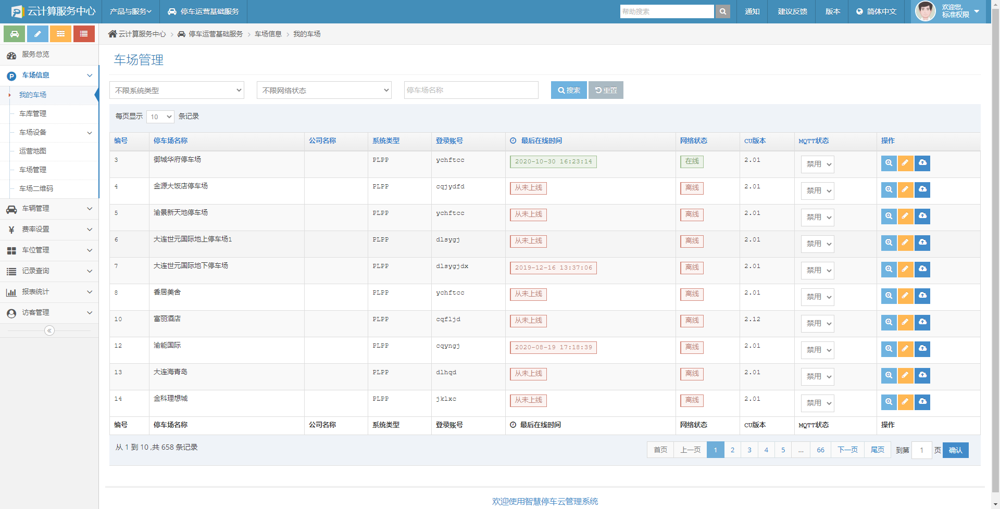 云计算服务中心 产品与服务 停车运营基础服务 帮助搜索 通知 建议反馈 版本 简体中文 欢迎您,
标准权限
云计算服务中心 停车运营基础服务 车场信息 我的车场
服务总览
车场信息
我的车场
车库管理
车场设备
运营地图
车场管理
车场二维码
车辆管理
费率设置
车位管理
记录查询
报表统计
访客管理
车场管理
不限系统类型 不限网络状态 停车场名称 搜索 重置
每页显示 10 条记录
编号 停车场名称 公司名称 系统类型 登录账号 最后在线时间 网络状态 CU版本 MQTT状态 操作
3 御城华府停车场 PLPP ychftcc 2020-10-30 16:23:14 在线 2.01 禁用
4 金源大饭店停车场 PLPP cqjydfd 从未上线 离线 2.01 禁用
5 渝景新天地停车场 PLPP ychftcc 从未上线 离线 2.01 禁用
6 大连世元国际地上停车场1 PLPP dlsygj 从未上线 离线 2.01 禁用
7 大连世元国际地下停车场 PLPP dlsygjdx 2019-12-16 13:37:06 离线 2.01 禁用
8 香居美舍 PLPP ychftcc 从未上线 离线 2.01 禁用
10 富丽酒店 PLPP cqfljd 从未上线 离线 2.12 禁用
12 渝能国际 PLPP cqyngj 2020-08-19 17:18:39 离线 2.01 禁用
13 大连海青岛 PLPP dlhqd 从未上线 离线 2.01 禁用
14 金科理想城 PLPP jklxc 从未上线 离线 2.01 禁用
编号 停车场名称 公司名称 系统类型 登录账号 最后在线时间 网络状态 CU版本 MQTT状态 操作
从 1 到 10 ,共 658 条记录 首页 上一页 1 2 3 4 5 ... 66 下一页 尾页 到第 1 页 确认
欢迎使用智慧停车云管理系统